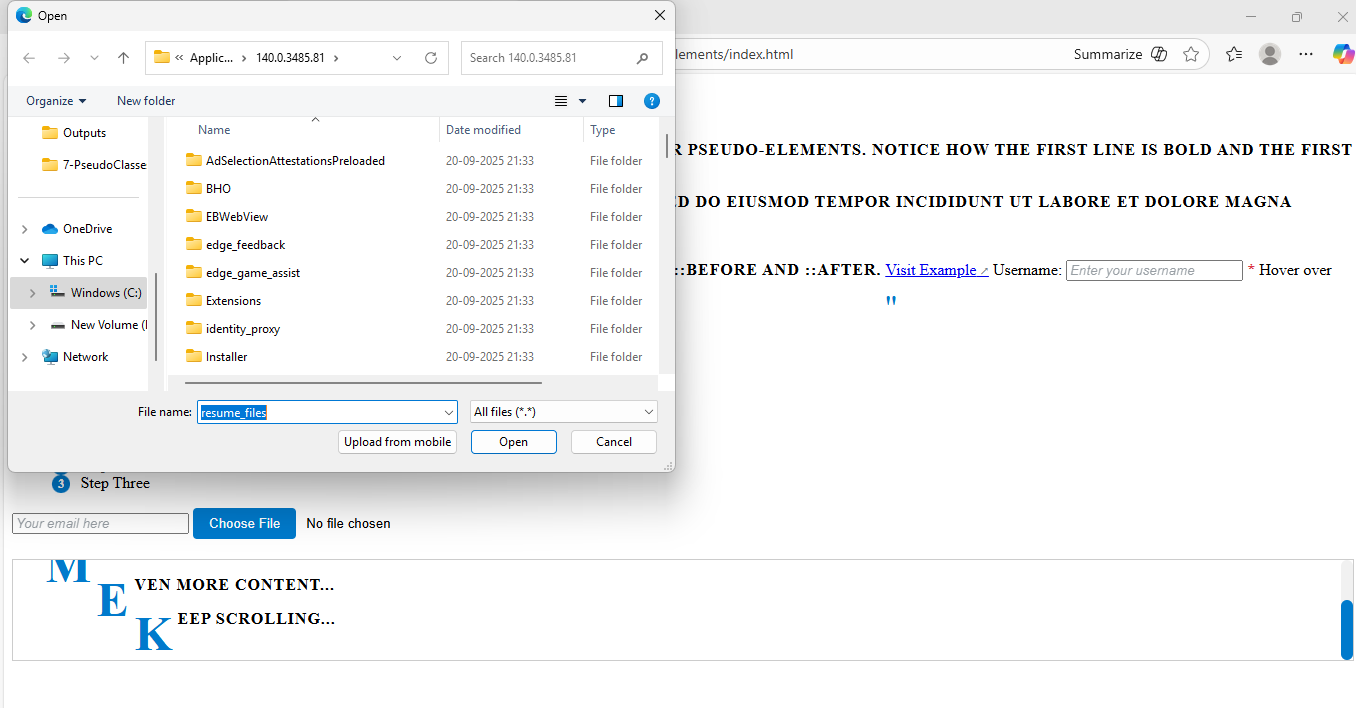 Open
« Applic... › 140.0.3485.81 ›
Search 140.0.3485.81
lements/index.html
Summarize
Organize
New folder
?
Outputs
7-PseudoClasse
OneDrive
This PC
Windows (C:)
New Volume (
Network
Name Date modified Type
AdSelectionAttestationsPreloaded 20-09-2025 21:33 File folder
BHO 20-09-2025 21:33 File folder
EBWebView 20-09-2025 21:33 File folder
edge_feedback 20-09-2025 21:33 File folder
edge_game_assist 20-09-2025 21:33 File folder
Extensions 20-09-2025 21:33 File folder
identity_proxy 20-09-2025 21:33 File folder
Installer 20-09-2025 21:33 File folder
File name: resume_files All files (*.*)
Upload from mobile Open Cancel
R PSEUDO-ELEMENTS. NOTICE HOW THE FIRST LINE IS BOLD AND THE FIRST
ED DO EIUSMOD TEMPOR INCIDIDUNT UT LABORE ET DOLORE MAGNA
::BEFORE AND ::AFTER. Visit Example ↗ Username: Enter your username * Hover over
"
3 Step Three
Your email here Choose File No file chosen
M
EVEN MORE CONTENT...
KEEP SCROLLING...